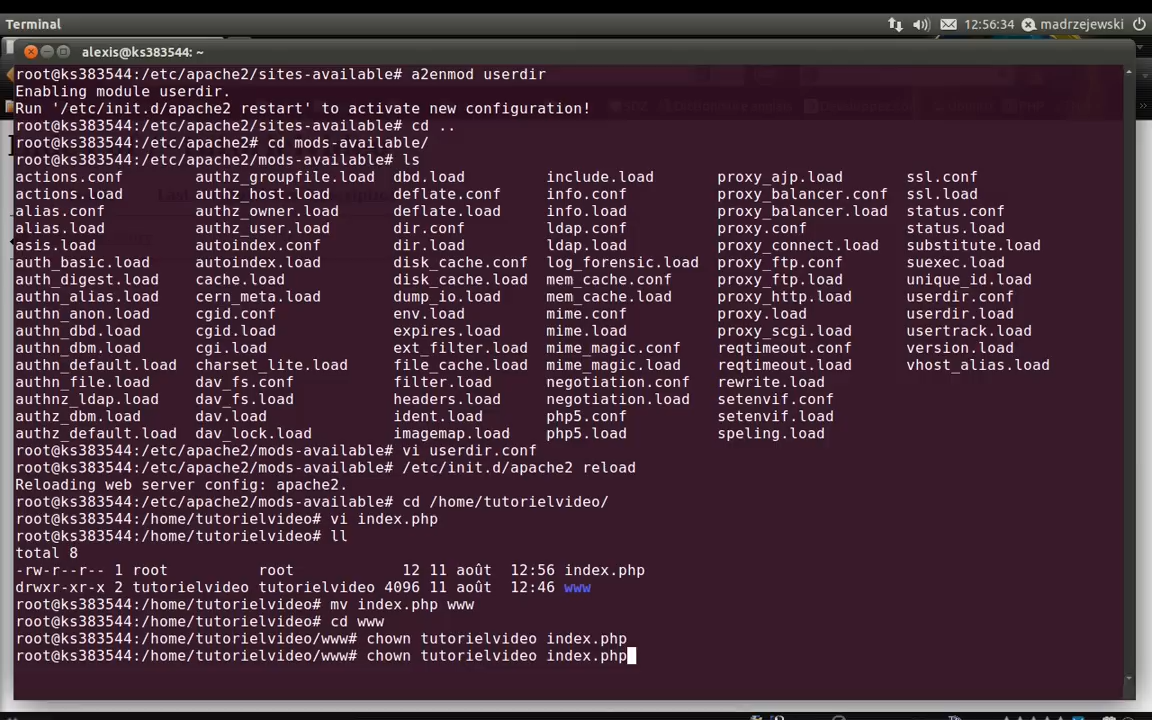 Terminal
12:56:34
madrzejewski
alexis@ks383544: ~
root@ks383544:/etc/apache2/sites-available# a2enmod userdir
Enabling module userdir.
Run '/etc/init.d/apache2 restart' to activate new configuration!
root@ks383544:/etc/apache2/sites-available# cd ..
root@ks383544:/etc/apache2# cd mods-available/
root@ks383544:/etc/apache2/mods-available# ls
actions.conf authz_groupfile.load dbd.load include.load proxy_ajp.load ssl.conf
actions.load authz_host.load deflate.conf info.conf proxy_balancer.conf ssl.load
alias.conf authz_owner.load deflate.load info.load proxy_balancer.load status.conf
alias.load authz_user.load dir.conf ldap.conf proxy.conf status.load
asis.load autoindex.conf dir.load ldap.load proxy_connect.load substitute.load
auth_basic.load autoindex.load disk_cache.conf log_forensic.load proxy_ftp.conf suexec.load
auth_digest.load cache.load disk_cache.load mem_cache.conf proxy_ftp.load unique_id.load
authn_alias.load cern_meta.load dump_io.load mem_cache.load proxy_http.load userdir.conf
authn_anon.load cgid.conf env.load mime.conf proxy.load userdir.load
authn_dbd.load cgid.load expires.load mime.load proxy_scgi.load usertrack.load
authn_dbm.load cgi.load ext_filter.load mime_magic.conf reqtimeout.conf version.load
authn_default.load charset_lite.load file_cache.load mime_magic.load reqtimeout.load vhost_alias.load
authn_file.load dav_fs.conf filter.load negotiation.conf rewrite.load
authnz_ldap.load dav_fs.load headers.load negotiation.load setenvif.conf
authz_dbm.load dav.load ident.load php5.conf setenvif.load
authz_default.load dav_lock.load imagemap.load php5.load speling.load
root@ks383544:/etc/apache2/mods-available# vi userdir.conf
root@ks383544:/etc/apache2/mods-available# /etc/init.d/apache2 reload
Reloading web server config: apache2.
root@ks383544:/etc/apache2/mods-available# cd /home/tutorielvideo/
root@ks383544:/home/tutorielvideo# vi index.php
root@ks383544:/home/tutorielvideo# ll
total 8
-rw-r--r-- 1 root root 12 11 août 12:56 index.php
drwxr-xr-x 2 tutorielvideo tutorielvideo 4096 11 août 12:46 www
root@ks383544:/home/tutorielvideo# mv index.php www
root@ks383544:/home/tutorielvideo# cd www
root@ks383544:/home/tutorielvideo/www# chown tutorielvideo index.php
root@ks383544:/home/tutorielvideo/www# chown tutorielvideo index.php